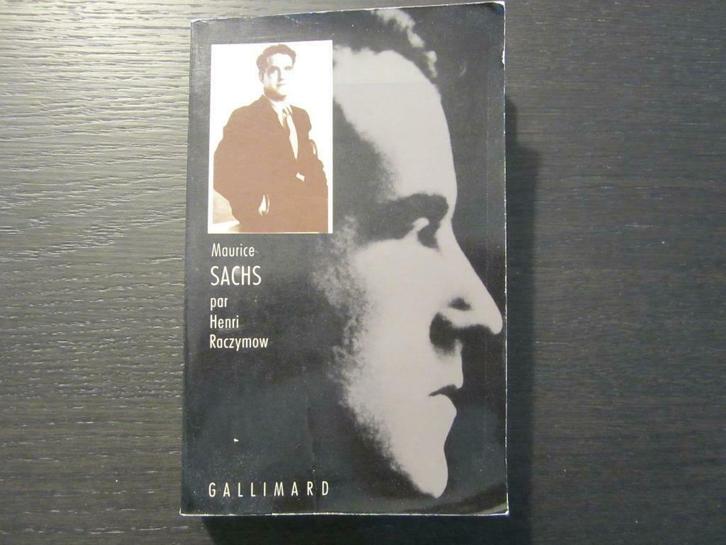 Maurice
SACHS
par
Henri
Raczymow
GALLIMARD